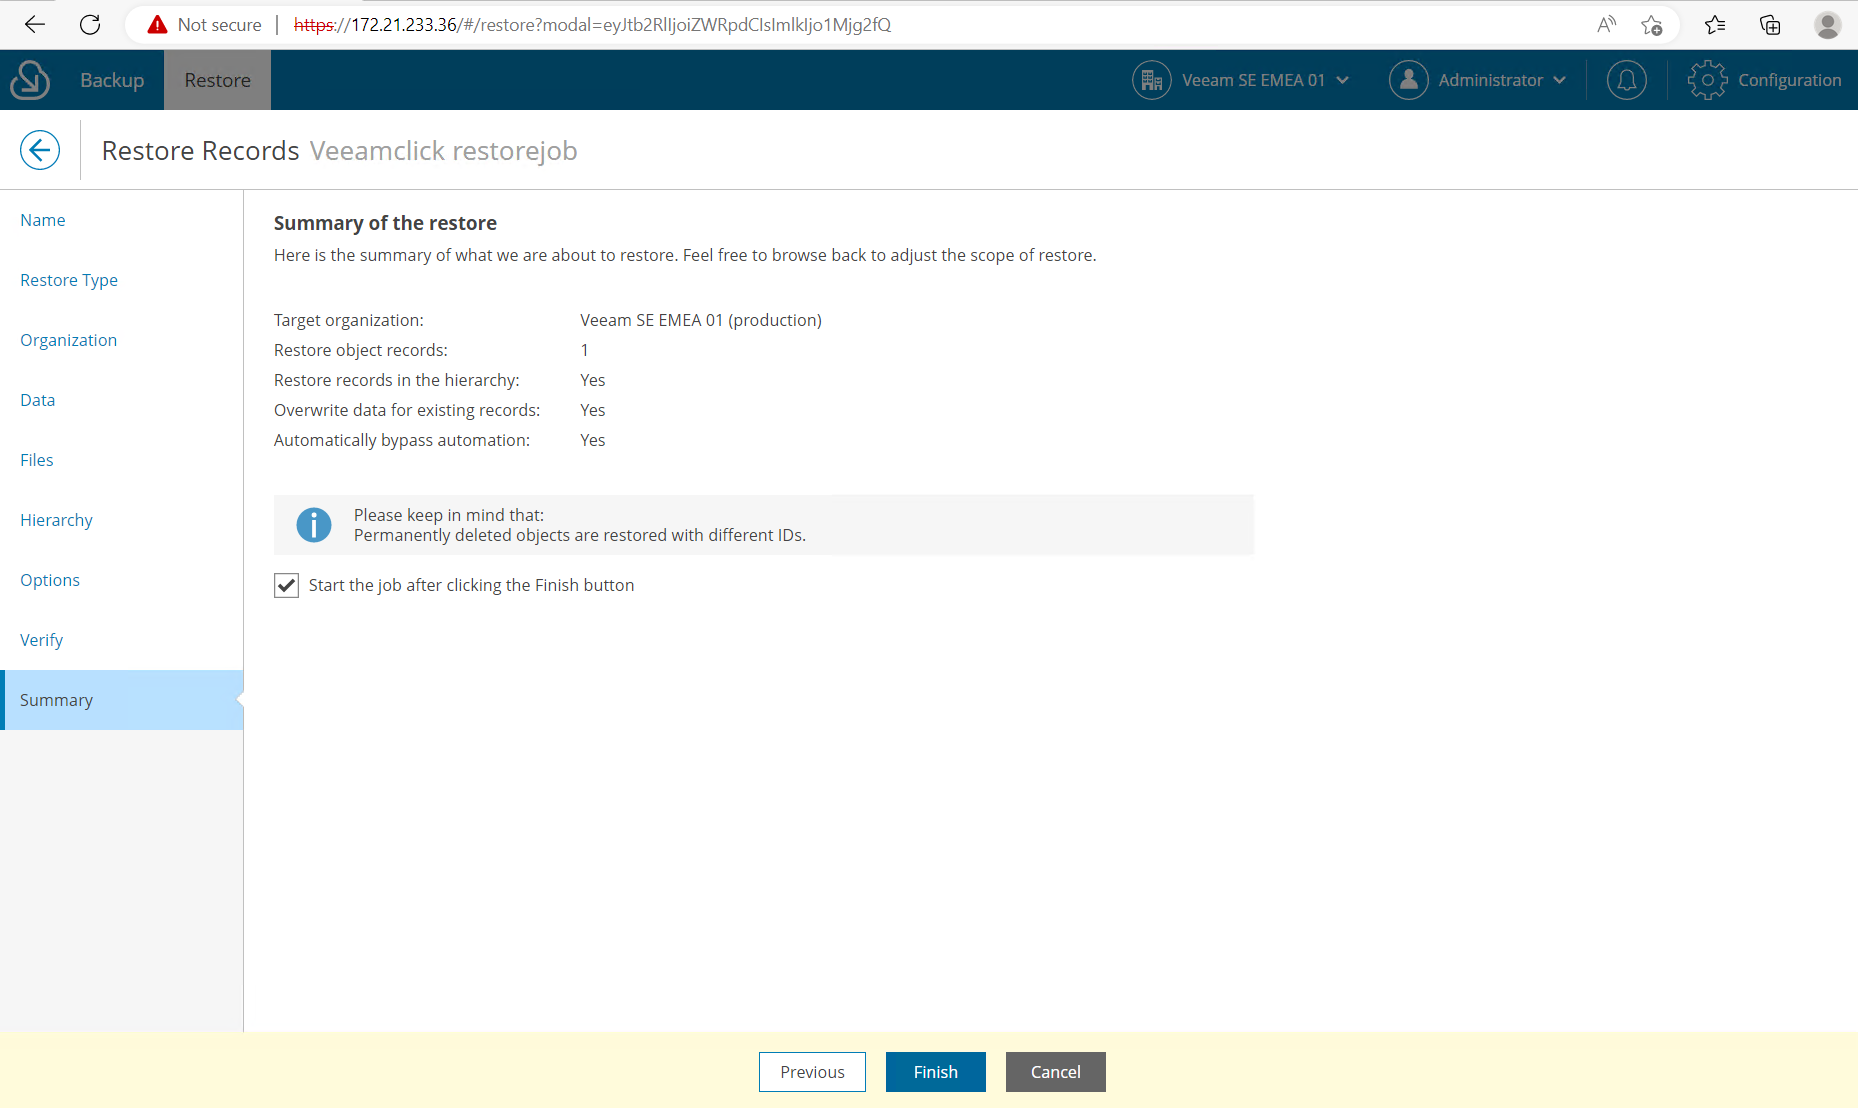 Not secure | https://172.21.233.36/#/restore?modal=eyJtb2RlIjoiZWRpdCIsImlkIjo1Mjg2fQ
Backup Restore Veeam SE EMEA 01 Administrator Configuration
Restore Records Veeamclick restorejob
Name
Restore Type
Organization
Data
Files
Hierarchy
Options
Verify
Summary
Summary of the restore
Here is the summary of what we are about to restore. Feel free to browse back to adjust the scope of restore.
Target organization: Veeam SE EMEA 01 (production)
Restore object records: 1
Restore records in the hierarchy: Yes
Overwrite data for existing records: Yes
Automatically bypass automation: Yes
Please keep in mind that:
Permanently deleted objects are restored with different IDs.
Start the job after clicking the Finish button
Previous Finish Cancel